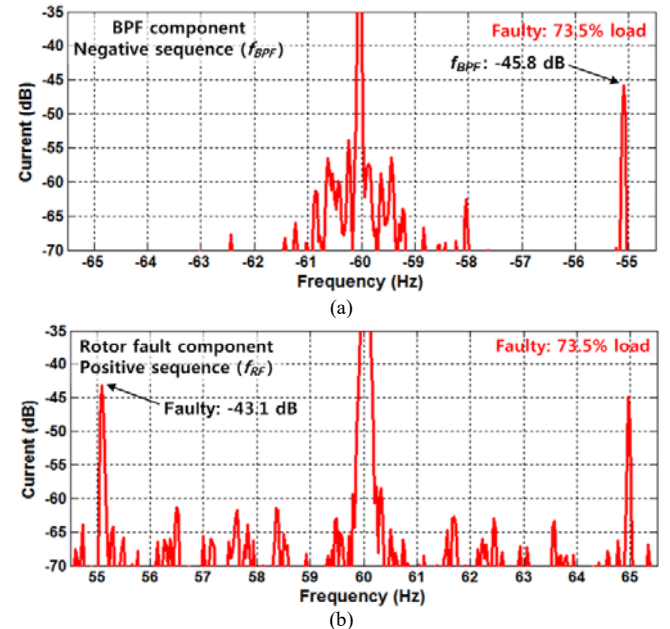 -35
-40
-45
-50
-55
-60
-65
-70
Current (dB)
BPF component
Negative sequence (fBPF)
Faulty: 73.5% load
fBPF: -45.8 dB
-65 -64 -63 -62 -61 -60 -59 -58 -57 -56 -55
Frequency (Hz)
(a)
-35
-40
-45
-50
-55
-60
-65
-70
Current (dB)
Rotor fault component
Positive sequence (fRF)
Faulty: 73.5% load
Faulty: -43.1 dB
55 56 57 58 59 60 61 62 63 64 65
Frequency (Hz)
(b)